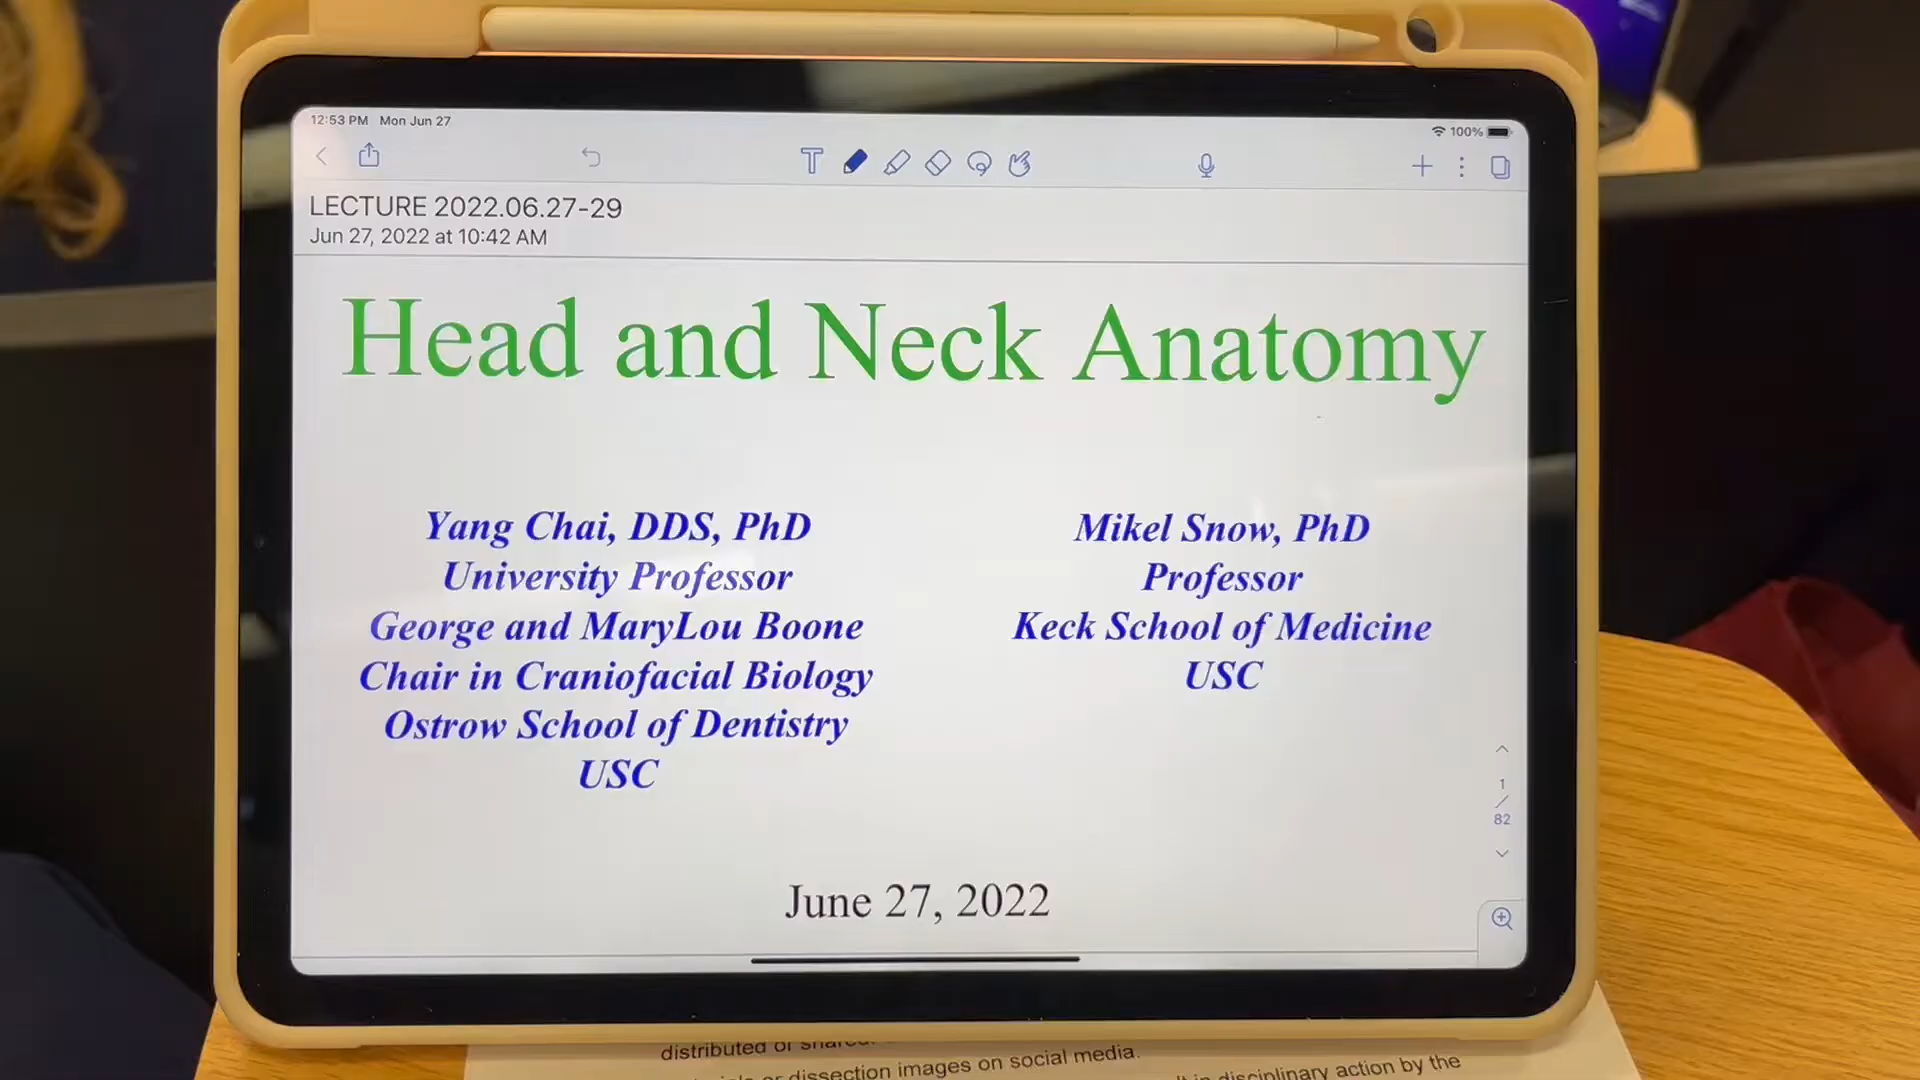 12:53 PM Mon Jun 27
100%
LECTURE 2022.06.27-29
Jun 27, 2022 at 10:42 AM
Head and Neck Anatomy
Yang Chai, DDS, PhD
University Professor
George and MaryLou Boone
Chair in Craniofacial Biology
Ostrow School of Dentistry
USC
Mikel Snow, PhD
Professor
Keck School of Medicine
USC
1
/
82
June 27, 2022
distributed or
or dissection images on social media.
in disciplinary action by the